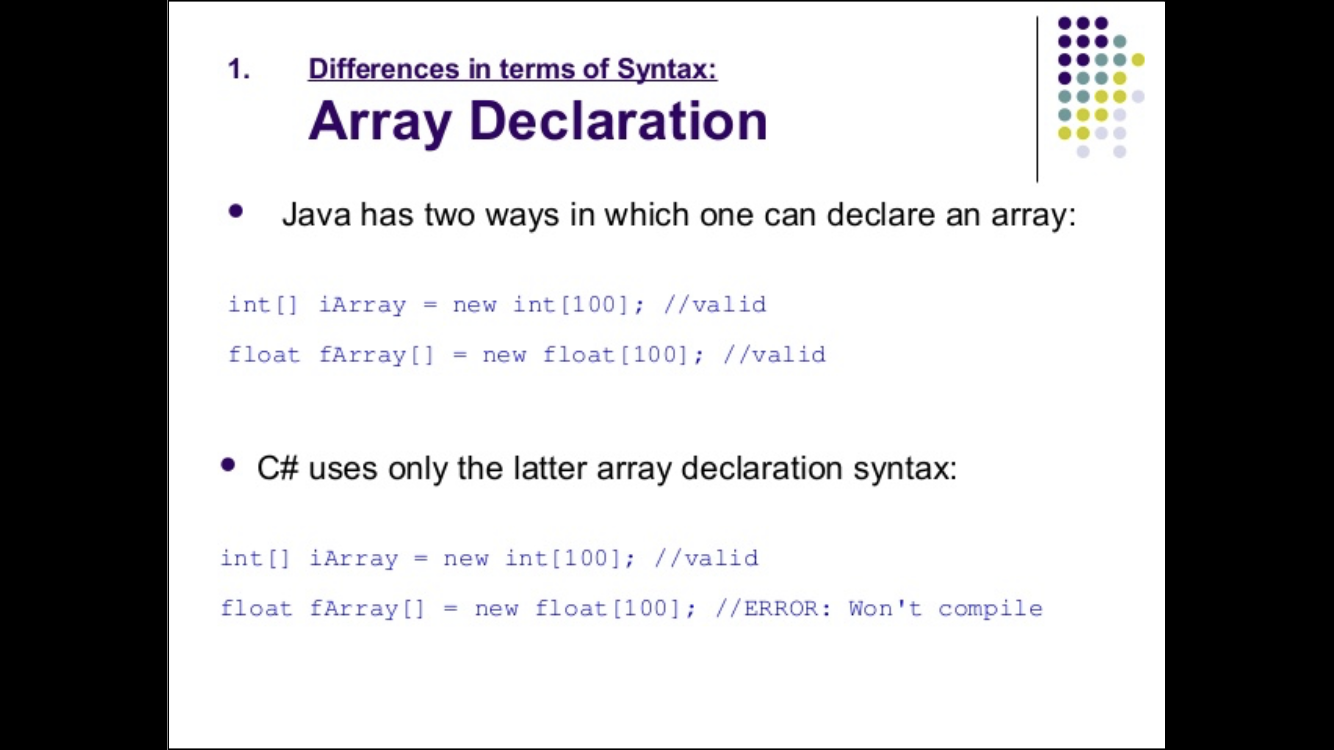 1. Differences in terms of Syntax:
Array Declaration
Java has two ways in which one can declare an array:
int[] iArray = new int[100]; //valid
float fArray[] = new float[100]; //valid
C# uses only the latter array declaration syntax:
int[] iArray = new int[100]; //valid
float fArray[] = new float[100]; //ERROR: Won't compile